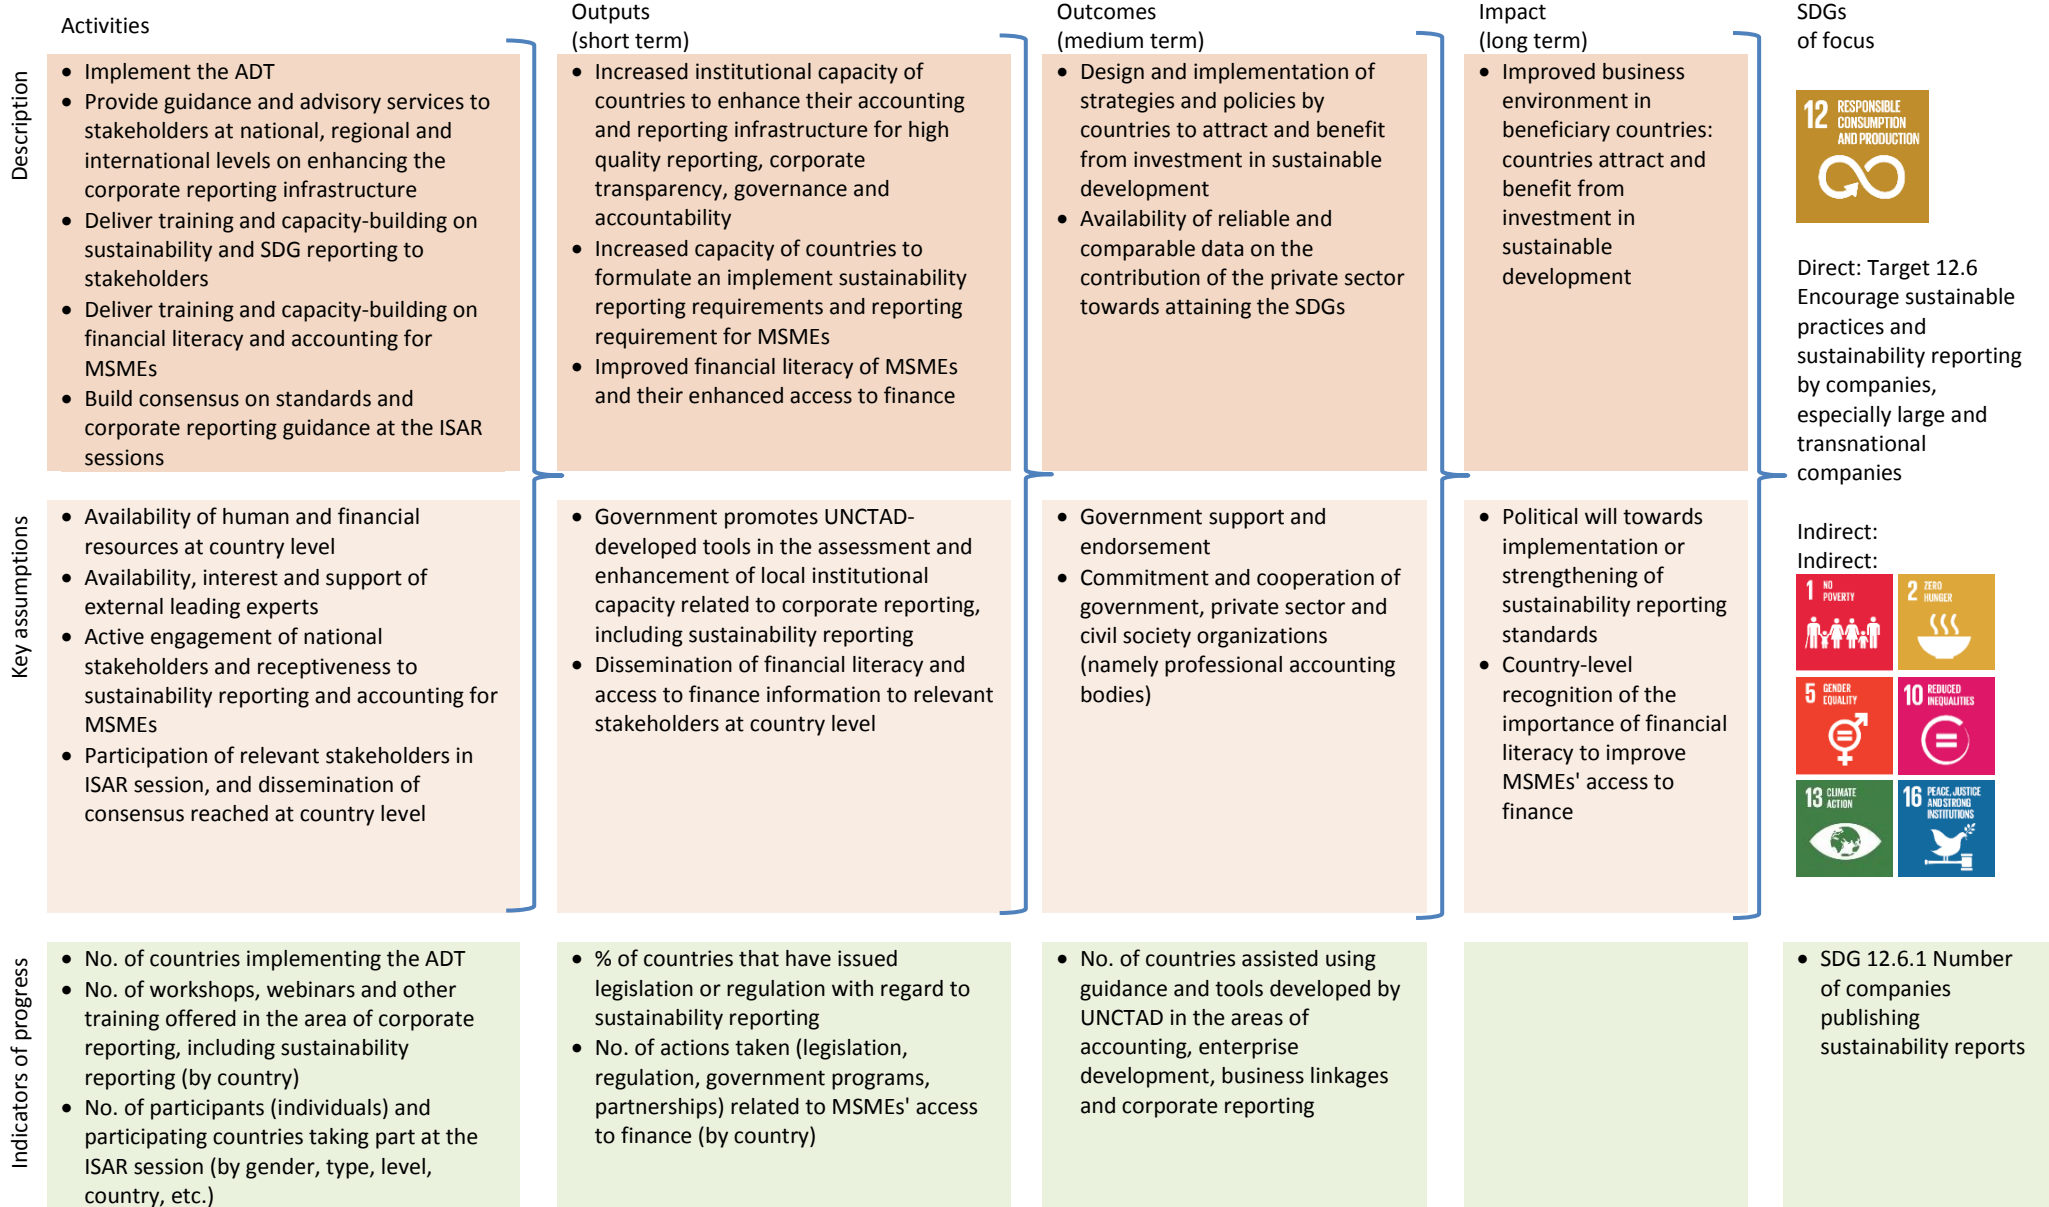 Activities
Outputs
(short term)
Outcomes
(medium term)
Impact
(long term)
SDGs
of focus
Description
• Implement the ADT
• Provide guidance and advisory services to
stakeholders at national, regional and
international levels on enhancing the
corporate reporting infrastructure
• Deliver training and capacity-building on
sustainability and SDG reporting to
stakeholders
• Deliver training and capacity-building on
financial literacy and accounting for
MSMEs
• Build consensus on standards and
corporate reporting guidance at the ISAR
sessions
• Increased institutional capacity of
countries to enhance their accounting
and reporting infrastructure for high
quality reporting, corporate
transparency, governance and
accountability
• Increased capacity of countries to
formulate an implement sustainability
reporting requirements and reporting
requirement for MSMEs
• Improved financial literacy of MSMEs
and their enhanced access to finance
• Design and implementation of
strategies and policies by
countries to attract and benefit
from investment in sustainable
development
• Availability of reliable and
comparable data on the
contribution of the private sector
towards attaining the SDGs
• Improved business
environment in
beneficiary countries:
countries attract and
benefit from
investment in
sustainable
development
12 RESPONSIBLE
CONSUMPTION
AND PRODUCTION
Direct: Target 12.6
Encourage sustainable
practices and
sustainability reporting
by companies,
especially large and
transnational
companies
Key assumptions
• Availability of human and financial
resources at country level
• Availability, interest and support of
external leading experts
• Active engagement of national
stakeholders and receptiveness to
sustainability reporting and accounting for
MSMEs
• Participation of relevant stakeholders in
ISAR session, and dissemination of
consensus reached at country level
• Government promotes UNCTAD-
developed tools in the assessment and
enhancement of local institutional
capacity related to corporate reporting,
including sustainability reporting
• Dissemination of financial literacy and
access to finance information to relevant
stakeholders at country level
• Government support and
endorsement
• Commitment and cooperation of
government, private sector and
civil society organizations
(namely professional accounting
bodies)
• Political will towards
implementation or
strengthening of
sustainability reporting
standards
• Country-level
recognition of the
importance of financial
literacy to improve
MSMEs' access to
finance
Indirect:
Indirect:
1 NO
POVERTY
2 ZERO
HUNGER
5 GENDER
EQUALITY
10 REDUCED
INEQUALITIES
13 CLIMATE
ACTION
16 PEACE, JUSTICE
AND STRONG
INSTITUTIONS
Indicators of progress
• No. of countries implementing the ADT
• No. of workshops, webinars and other
training offered in the area of corporate
reporting, including sustainability
reporting (by country)
• No. of participants (individuals) and
participating countries taking part at the
ISAR session (by gender, type, level,
country, etc.)
• % of countries that have issued
legislation or regulation with regard to
sustainability reporting
• No. of actions taken (legislation,
regulation, government programs,
partnerships) related to MSMEs' access
to finance (by country)
• No. of countries assisted using
guidance and tools developed by
UNCTAD in the areas of
accounting, enterprise
development, business linkages
and corporate reporting
• SDG 12.6.1 Number
of companies
publishing
sustainability reports